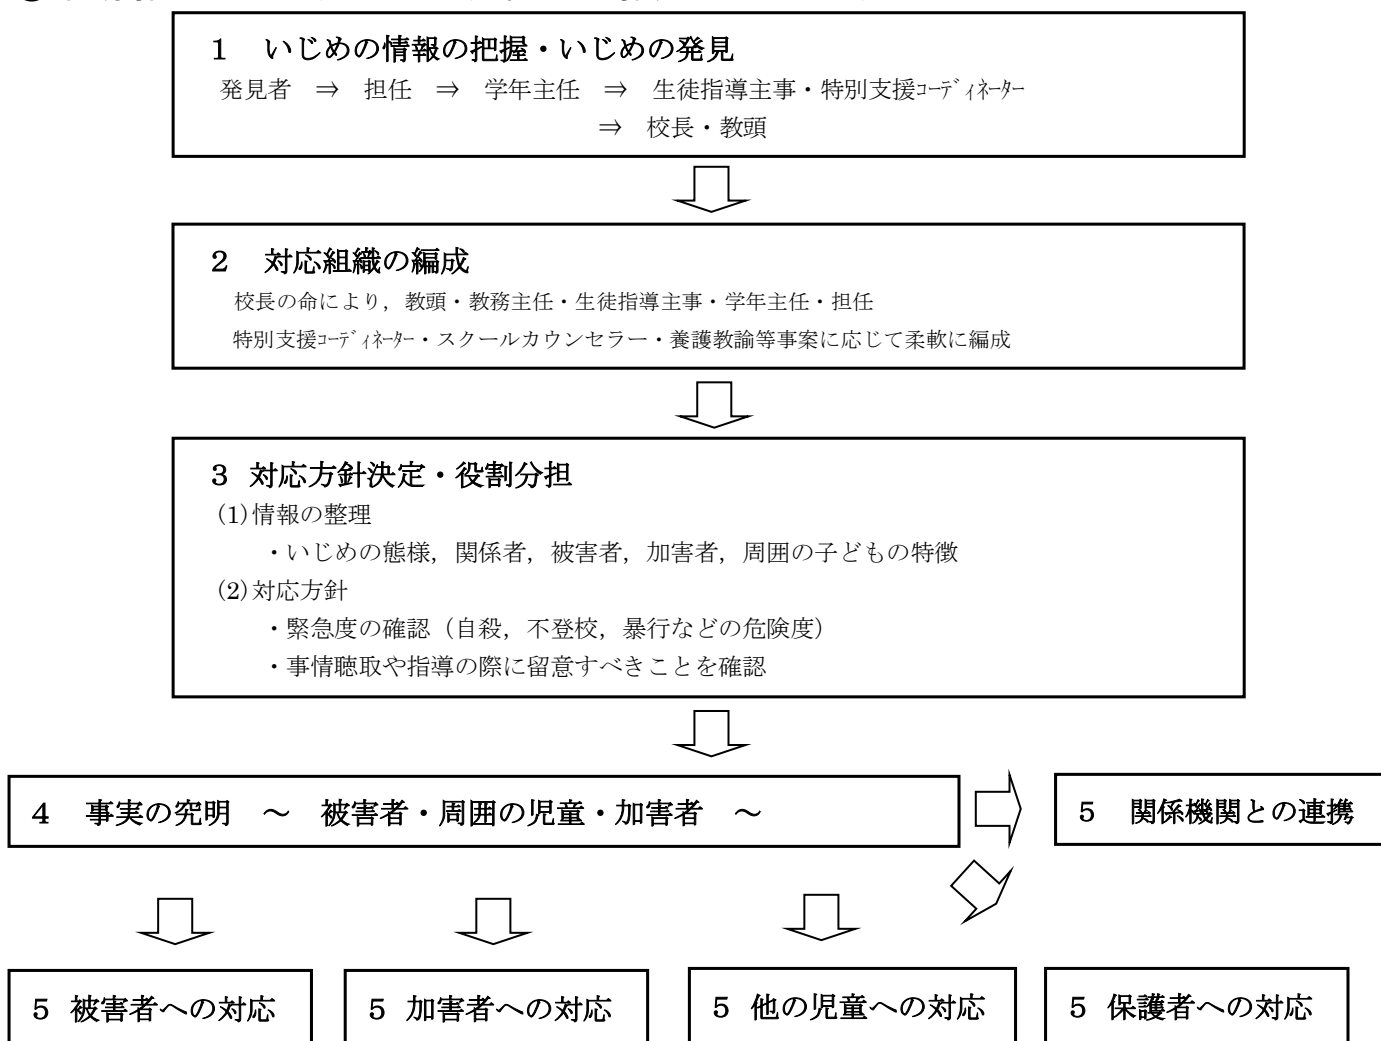 1 いじめの情報の把握・いじめの発見
発見者 ⇒ 担任 ⇒ 学年主任 ⇒ 生徒指導主事・特別支援ｺｰﾃﾞｨﾈｰﾀｰ
⇒ 校長・教頭
2 対応組織の編成
校長の命により，教頭・教務主任・生徒指導主事・学年主任・担任
特別支援ｺｰﾃﾞｨﾈｰﾀｰ・スクールカウンセラー・養護教諭等事案に応じて柔軟に編成
3 対応方針決定・役割分担
(1)情報の整理
・いじめの態様，関係者，被害者，加害者，周囲の子どもの特徴
(2)対応方針
・緊急度の確認（自殺，不登校，暴行などの危険度）
・事情聴取や指導の際に留意すべきことを確認
4 事実の究明 ～ 被害者・周囲の児童・加害者 ～
5 関係機関との連携
5 被害者への対応
5 加害者への対応
5 他の児童への対応
5 保護者への対応